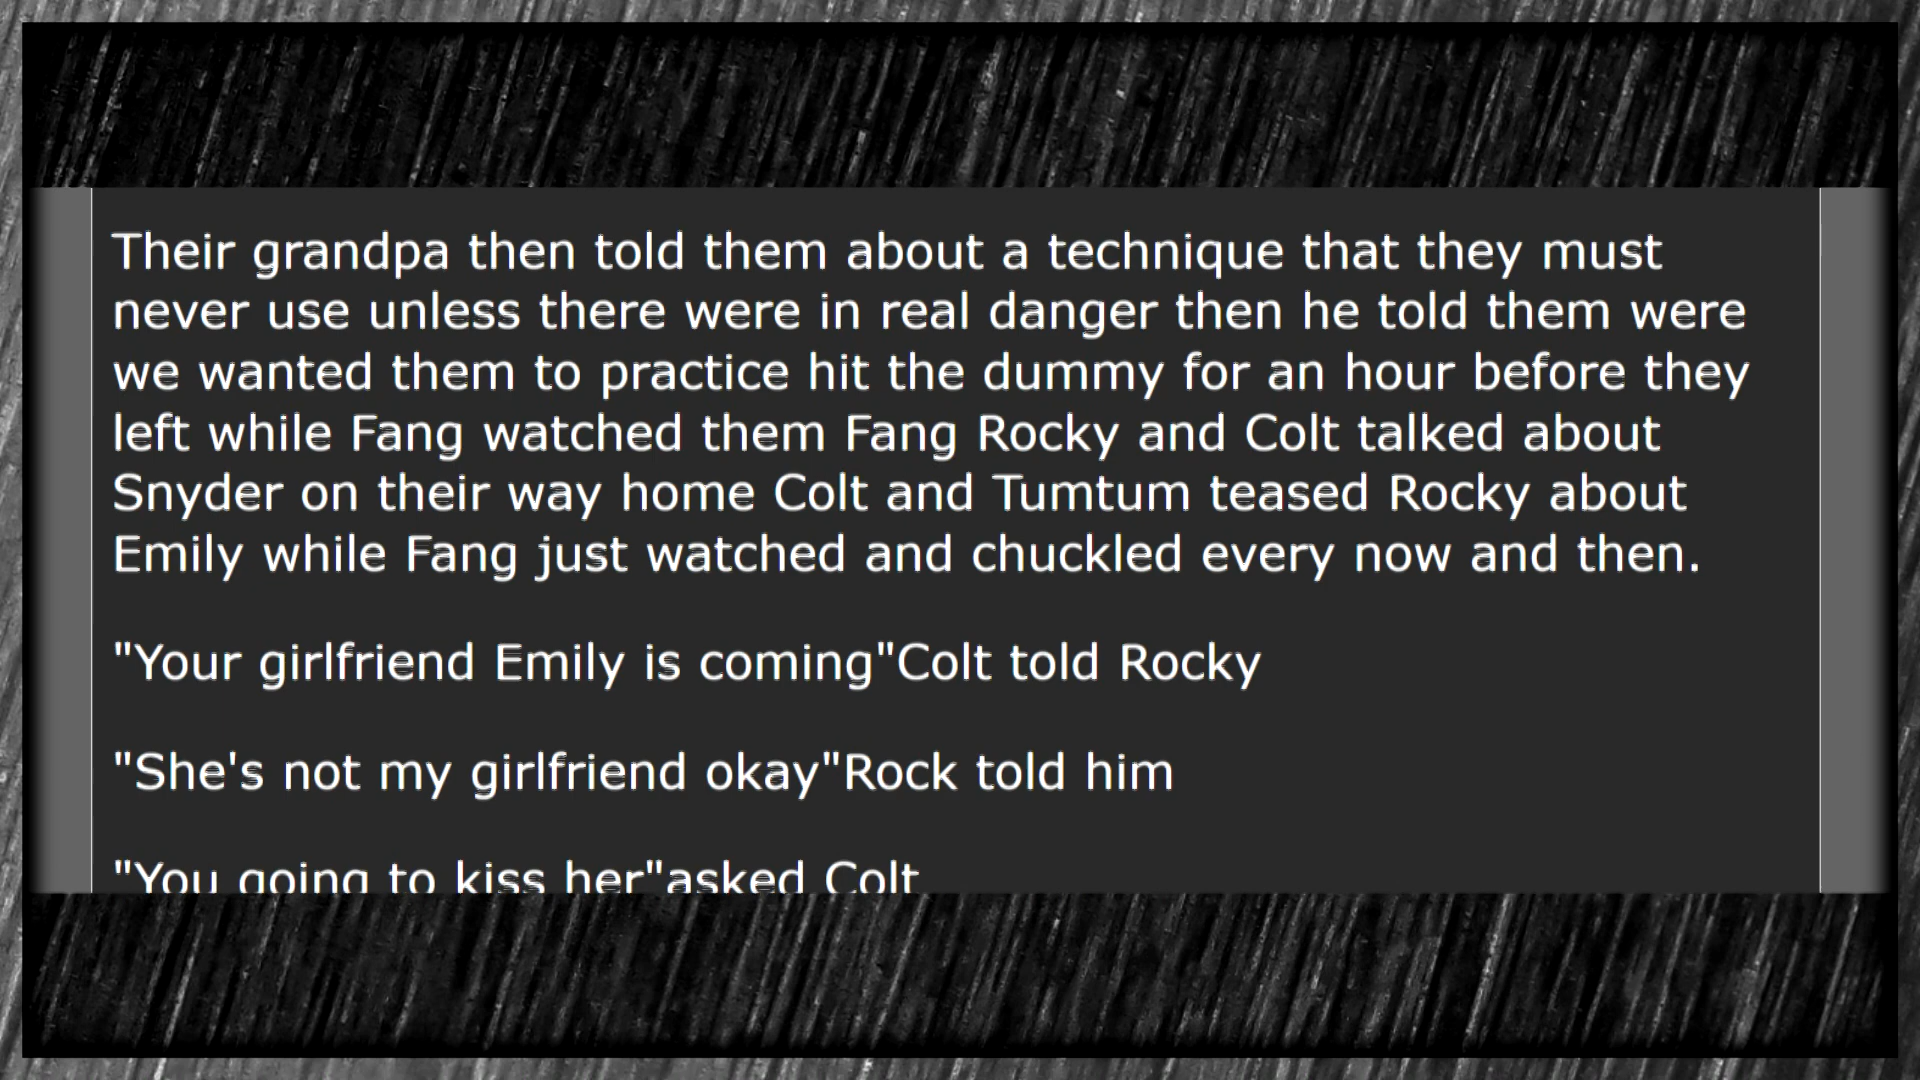 Their grandpa then told them about a technique that they must
never use unless there were in real danger then he told them were
we wanted them to practice hit the dummy for an hour before they
left while Fang watched them Fang Rocky and Colt talked about
Snyder on their way home Colt and Tumtum teased Rocky about
Emily while Fang just watched and chuckled every now and then.
"Your girlfriend Emily is coming"Colt told Rocky
"She's not my girlfriend okay"Rock told him
"You going to kiss her"asked Colt